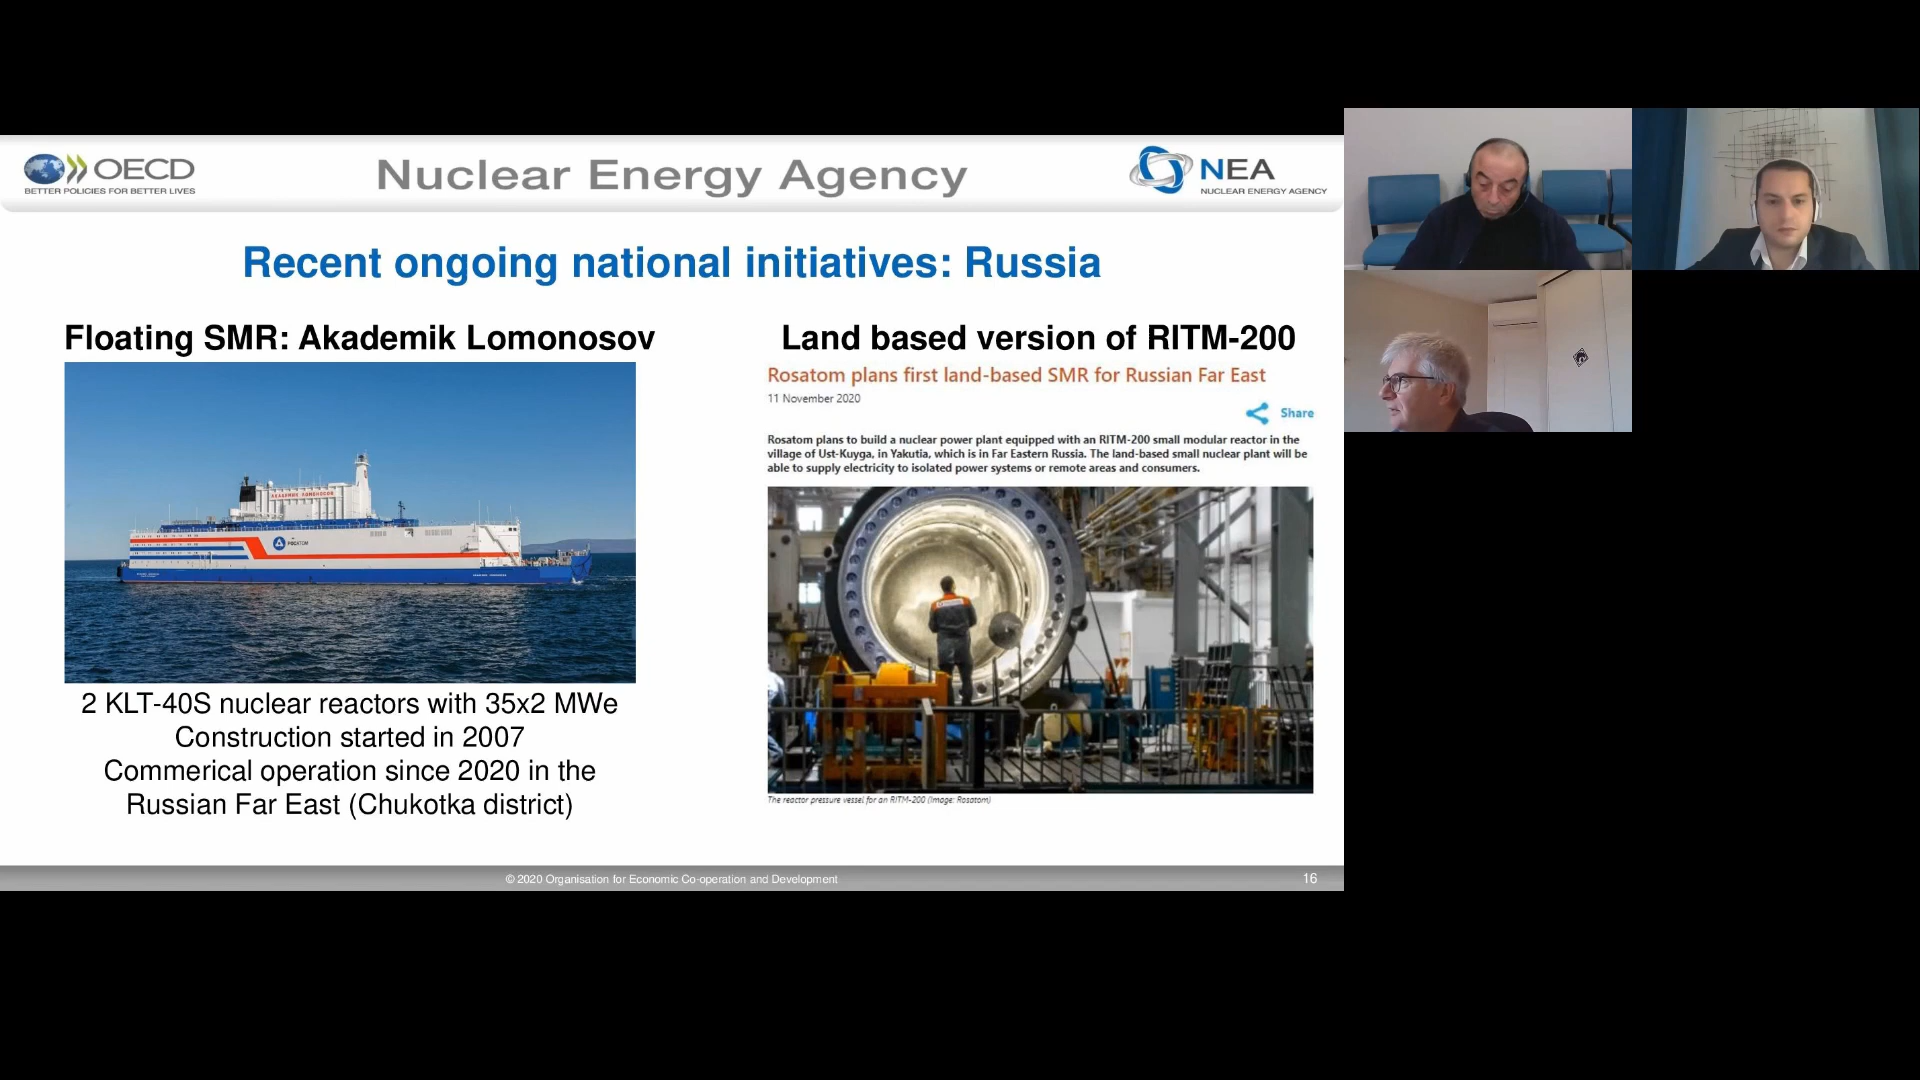 OECD
BETTER POLICIES FOR BETTER LIVES
Nuclear Energy Agency
NEA
NUCLEAR ENERGY AGENCY
Recent ongoing national initiatives: Russia
Floating SMR: Akademik Lomonosov
АКАДЕМИК ЛОМОНОСОВ
РОСАТОМ
2 KLT-40S nuclear reactors with 35x2 MWe
Construction started in 2007
Commerical operation since 2020 in the
Russian Far East (Chukotka district)
Land based version of RITM-200
Rosatom plans first land-based SMR for Russian Far East
11 November 2020
Share
Rosatom plans to build a nuclear power plant equipped with an RITM-200 small modular reactor in the
village of Ust-Kuyga, in Yakutia, which is in Far Eastern Russia. The land-based small nuclear plant will be
able to supply electricity to isolated power systems or remote areas and consumers.
The reactor pressure vessel for an RITM-200 (Image: Rosatom)
© 2020 Organisation for Economic Co-operation and Development
16